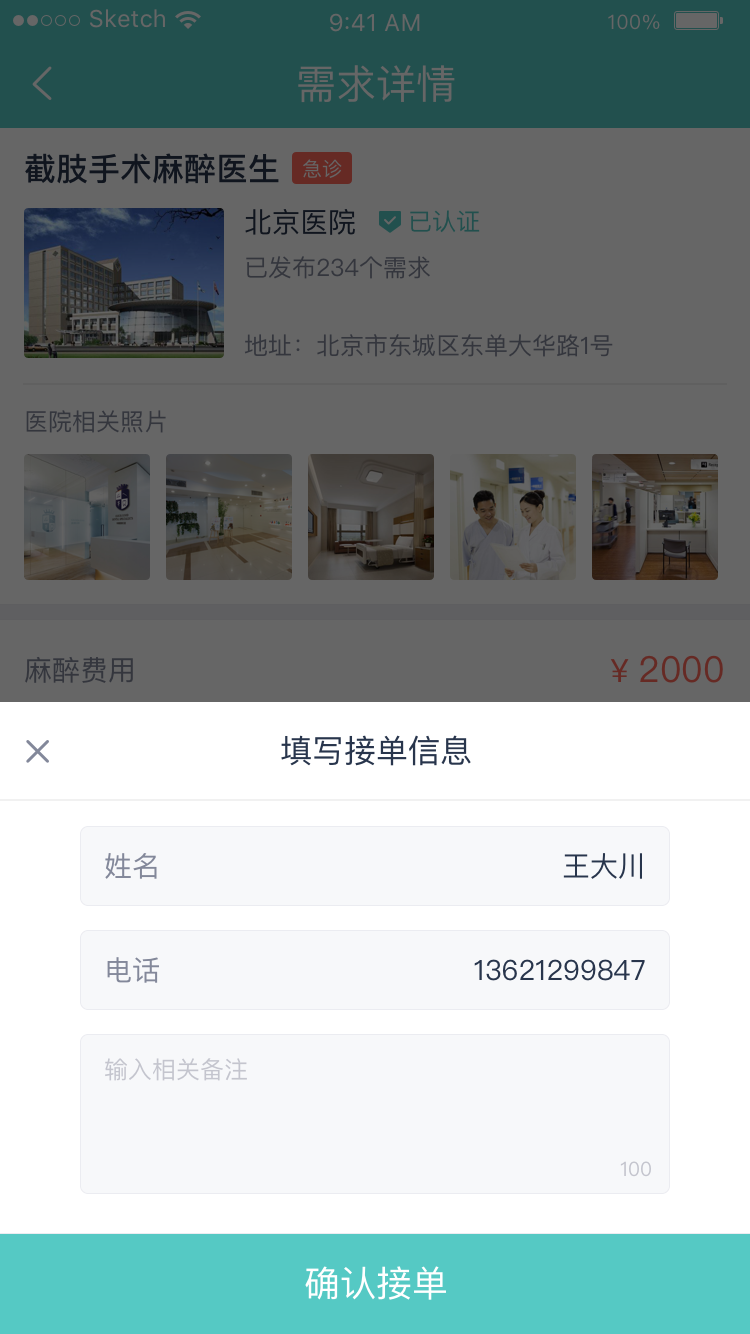 Sketch 9:41 AM 100%
需求详情
截肢手术麻醉医生 急诊
北京医院 已认证
已发布234个需求
地址：北京市东城区东单大华路1号
医院相关照片
麻醉费用 ¥ 2000
填写接单信息
姓名 王大川
电话 13621299847
输入相关备注
100
确认接单